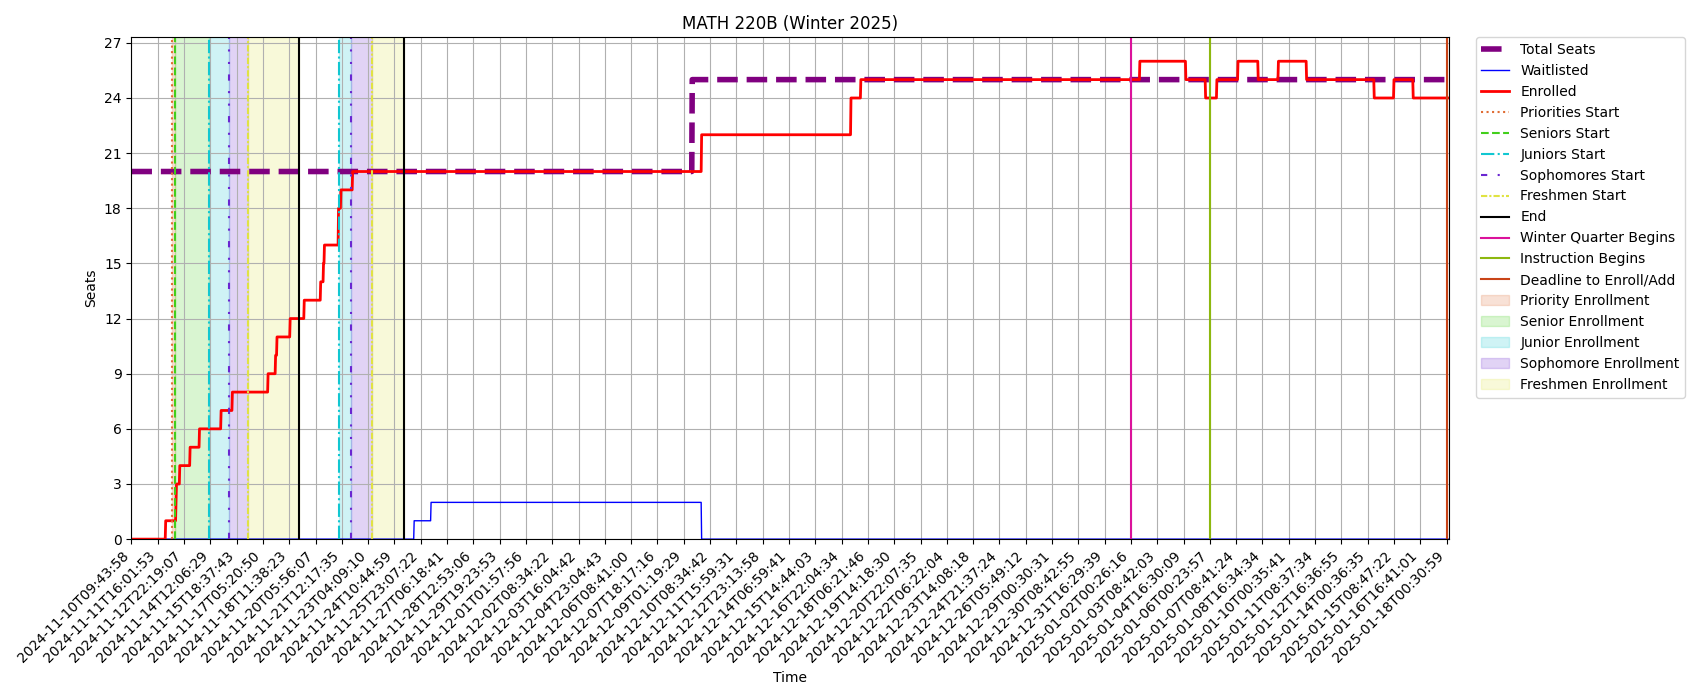 MATH 220B (Winter 2025)
27
24
21
18
15
12
9
6
3
0
Seats
2024-11-10T09:43:58
2024-11-11T16:01:53
2024-11-12T22:19:07
2024-11-14T12:06:29
2024-11-15T18:37:43
2024-11-17T05:20:50
2024-11-18T11:38:23
2024-11-20T05:56:07
2024-11-21T12:17:35
2024-11-23T04:09:10
2024-11-24T10:44:59
2024-11-25T23:07:22
2024-11-27T06:18:41
2024-11-28T12:53:06
2024-11-29T19:23:53
2024-12-01T01:57:56
2024-12-02T08:34:22
2024-12-03T16:04:42
2024-12-04T23:04:43
2024-12-06T08:41:00
2024-12-07T18:17:16
2024-12-09T01:19:29
2024-12-10T08:34:42
2024-12-11T15:59:31
2024-12-12T23:13:58
2024-12-14T06:59:41
2024-12-15T14:44:03
2024-12-16T22:04:34
2024-12-18T06:21:46
2024-12-19T14:18:30
2024-12-20T22:07:35
2024-12-22T06:22:04
2024-12-23T14:08:18
2024-12-24T21:37:24
2024-12-26T05:49:12
2024-12-29T00:30:31
2024-12-30T08:42:55
2024-12-31T16:29:39
2025-01-02T00:26:16
2025-01-03T08:42:03
2025-01-04T16:30:09
2025-01-06T00:23:57
2025-01-07T08:41:24
2025-01-08T16:34:34
2025-01-10T00:35:41
2025-01-11T08:37:34
2025-01-12T16:36:55
2025-01-14T00:36:35
2025-01-15T08:47:22
2025-01-16T16:41:01
2025-01-18T00:30:59
Time
Total Seats
Waitlisted
Enrolled
Priorities Start
Seniors Start
Juniors Start
Sophomores Start
Freshmen Start
End
Winter Quarter Begins
Instruction Begins
Deadline to Enroll/Add
Priority Enrollment
Senior Enrollment
Junior Enrollment
Sophomore Enrollment
Freshmen Enrollment